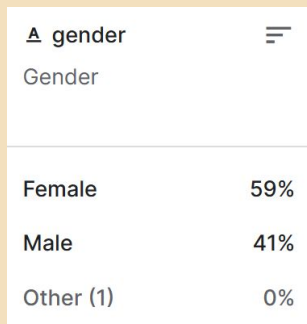 A gender
Gender
Female 59%
Male 41%
Other (1) 0%